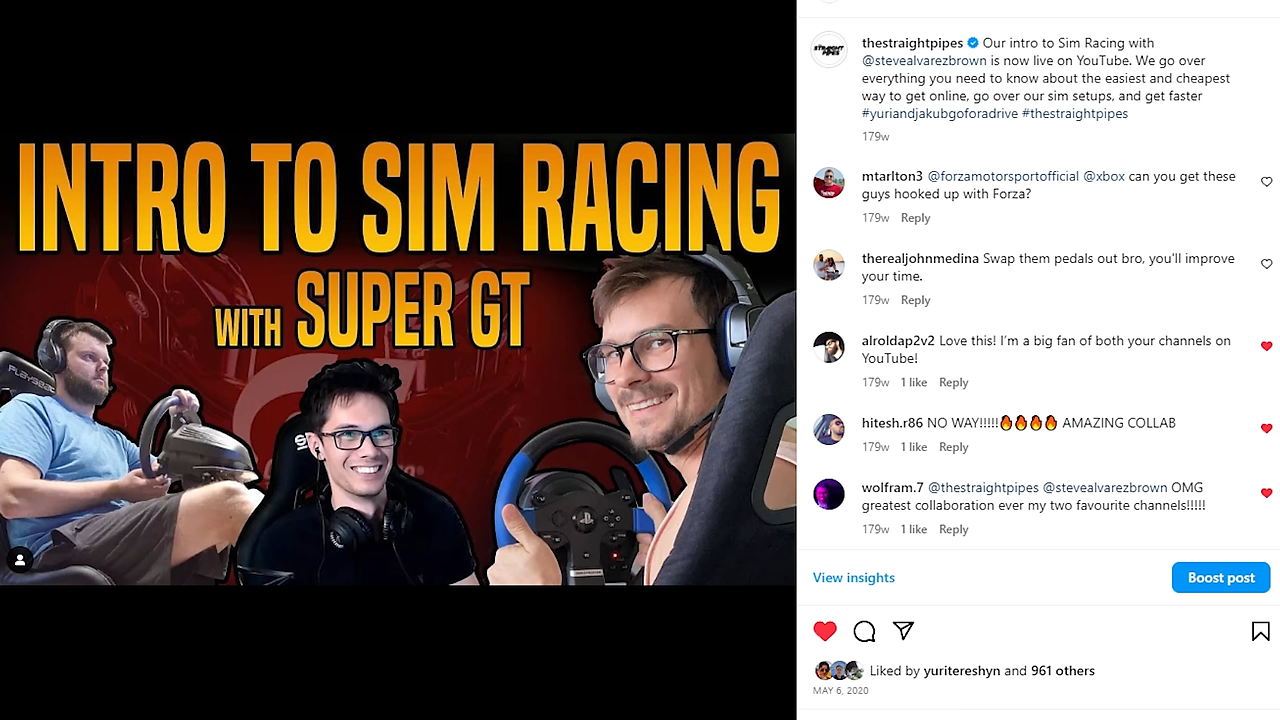 INTRO TO SIM RACING
WITH SUPER GT
PLAYSEAT
thestraightpipes Our intro to Sim Racing with
@stevealvarezbrown is now live on YouTube. We go over
everything you need to know about the easiest and cheapest
way to get online, go over our sim setups, and get faster
#yuriandjakubgoforadrive #thestraightpipes
179w
mtarlton3 @forzamotorsportofficial @xbox can you get these
guys hooked up with Forza?
179w Reply
therealjohnmedina Swap them pedals out bro, you'll improve
your time.
179w Reply
alroldap2v2 Love this! I'm a big fan of both your channels on
YouTube!
179w 1 like Reply
hitesh.r86 NO WAY!!!!!🔥🔥🔥🔥 AMAZING COLLAB
179w 1 like Reply
wolfram.7 @thestraightpipes @stevealvarezbrown OMG
greatest collaboration ever my two favourite channels!!!!!
179w 1 like Reply
View insights
Boost post
Liked by yuritereshyn and 961 others
MAY 6, 2020